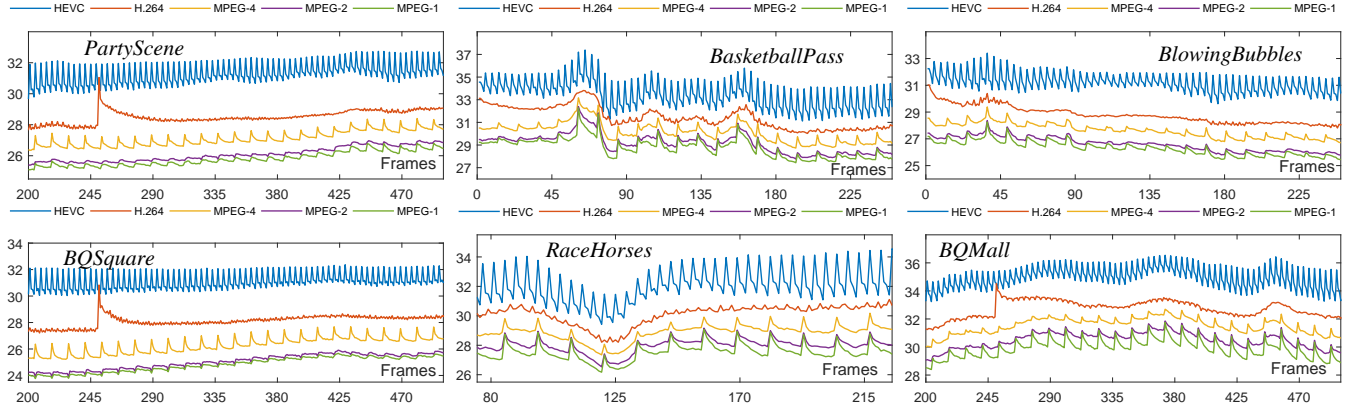 HEVC H.264 MPEG-4 MPEG-2 MPEG-1
PartyScene
32
30
28
26
Frames
200 245 290 335 380 425 470
HEVC H.264 MPEG-4 MPEG-2 MPEG-1
BasketballPass
37
35
33
31
29
27
Frames
0 45 90 135 180 225
HEVC H.264 MPEG-4 MPEG-2 MPEG-1
BlowingBubbles
33
31
29
27
25
Frames
0 45 90 135 180 225
HEVC H.264 MPEG-4 MPEG-2 MPEG-1
BQSquare
34
32
30
28
26
24
Frames
200 245 290 335 380 425 470
HEVC H.264 MPEG-4 MPEG-2 MPEG-1
RaceHorses
34
32
30
28
26
Frames
80 125 170 215
HEVC H.264 MPEG-4 MPEG-2 MPEG-1
BQMall
36
34
32
30
28
Frames
200 245 290 335 380 425 470